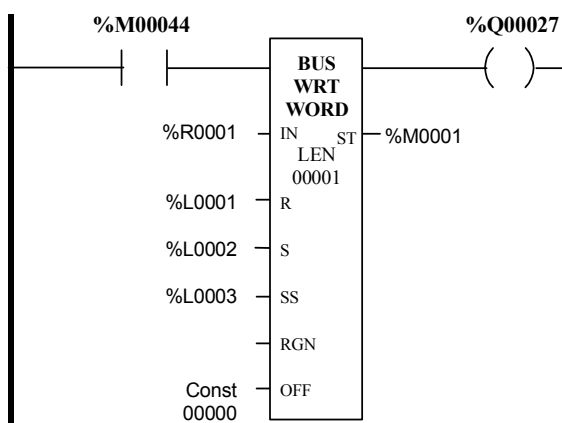 %M00044 %Q00027
BUS
WRT
WORD
%R0001 IN ST %M0001
LEN
00001
%L0001 R
%L0002 S
%L0003 SS
RGN
Const OFF
00000